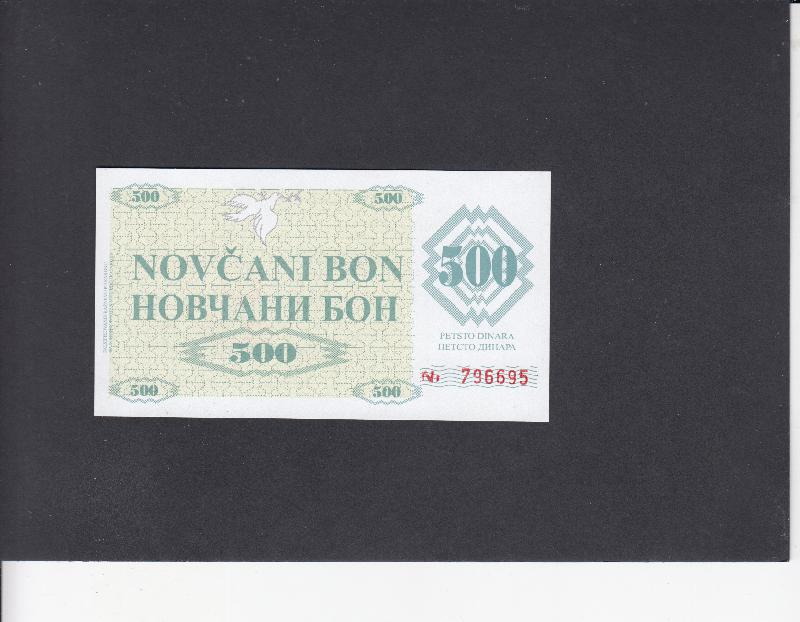 500
500
NOVČANI BON
НОВЧАНИ БОН
500
500
500
500
PETSTO DINARA
ПЕТСТО ДИНАРА
№ 796695